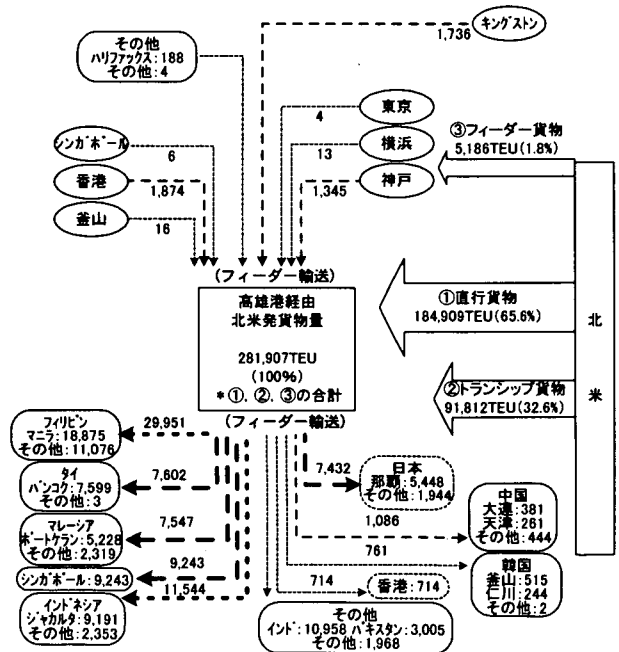 キングストン
1,736
その他
ハリファックス:188
その他:4
東京
4
横浜
13
神戸
1,345
③フィーダー貨物
5,186TEU(1.8%)
シンガポール
6
香港
1,874
釜山
16
(フィーダー輸送)
高雄港経由
北米発貨物量
281,907TEU
(100%)
*①、②、③の合計
(フィーダー輸送)
①直行貨物
184,909TEU(65.6%)
②トランシップ貨物
91,812TEU(32.6%)
北
米
フィリピン
マニラ:18,875
その他:11,076
29,951
タイ
バンコク:7,599
その他:3
7,602
マレーシア
ポートケラン:5,228
その他:2,319
7,547
シンガポール:9,243
9,243
インドネシア
ジャカルタ:9,191
その他:2,353
11,544
7,432
日本
那覇:5,448
その他:1,944
1,086
中国
大連:381
天津:261
その他:444
761
韓国
釜山:515
仁川:244
その他:2
714
香港:714
その他
インド:10,958 パキスタン:3,005
その他:1,968